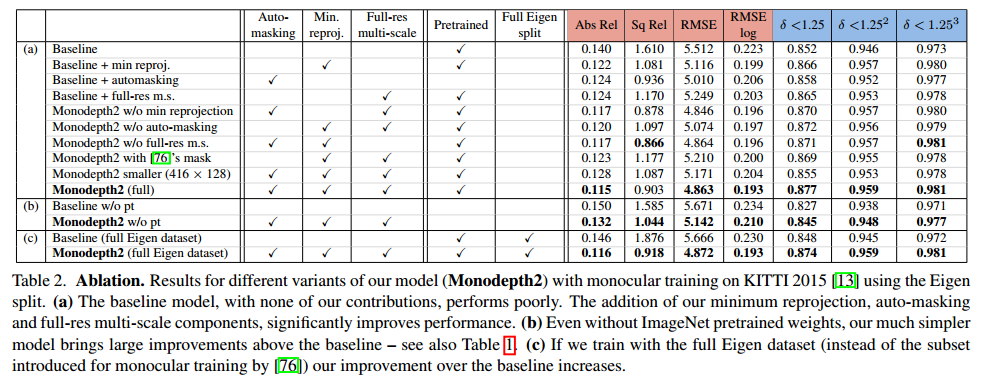 Auto- Min. Full-res Pretrained Full Eigen Abs Rel Sq Rel RMSE RMSE δ <1.25 δ <1.25² δ <1.25³
masking reproj. multi-scale split log
(a) Baseline ✓ 0.140 1.610 5.512 0.223 0.852 0.946 0.973
Baseline + min reproj. ✓ ✓ 0.122 1.081 5.116 0.199 0.866 0.957 0.980
Baseline + automasking ✓ ✓ 0.124 0.936 5.010 0.206 0.858 0.952 0.977
Baseline + full-res m.s. ✓ ✓ 0.124 1.170 5.249 0.203 0.865 0.953 0.978
Monodepth2 w/o min reprojection ✓ ✓ ✓ 0.117 0.878 4.846 0.196 0.870 0.957 0.980
Monodepth2 w/o auto-masking ✓ ✓ ✓ 0.120 1.097 5.074 0.197 0.872 0.956 0.979
Monodepth2 w/o full-res m.s. ✓ ✓ ✓ 0.117 0.866 4.864 0.196 0.871 0.957 0.981
Monodepth2 with [76]'s mask ✓ ✓ ✓ 0.123 1.177 5.210 0.200 0.869 0.955 0.978
Monodepth2 smaller (416 × 128) ✓ ✓ ✓ ✓ 0.128 1.087 5.171 0.204 0.855 0.953 0.978
Monodepth2 (full) ✓ ✓ ✓ ✓ 0.115 0.903 4.863 0.193 0.877 0.959 0.981
(b) Baseline w/o pt 0.150 1.585 5.671 0.234 0.827 0.938 0.971
Monodepth2 w/o pt ✓ ✓ ✓ 0.132 1.044 5.142 0.210 0.845 0.948 0.977
(c) Baseline (full Eigen dataset) ✓ ✓ 0.146 1.876 5.666 0.230 0.848 0.945 0.972
Monodepth2 (full Eigen dataset) ✓ ✓ ✓ ✓ ✓ 0.116 0.918 4.872 0.193 0.874 0.959 0.981
Table 2. Ablation. Results for different variants of our model (Monodepth2) with monocular training on KITTI 2015 [13] using the Eigen
split. (a) The baseline model, with none of our contributions, performs poorly. The addition of our minimum reprojection, auto-masking
and full-res multi-scale components, significantly improves performance. (b) Even without ImageNet pretrained weights, our much simpler
model brings large improvements above the baseline – see also Table 1. (c) If we train with the full Eigen dataset (instead of the subset
introduced for monocular training by [76]) our improvement over the baseline increases.